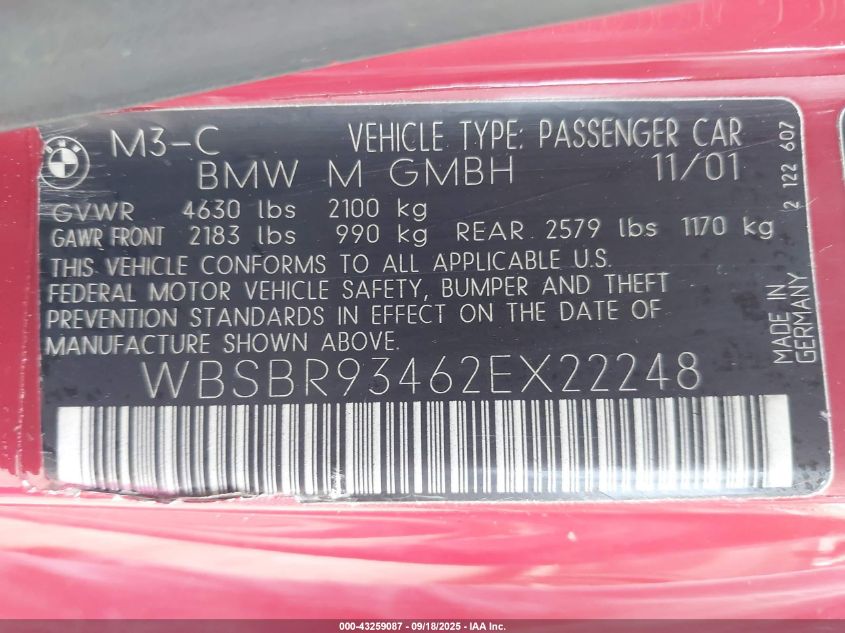 BMW M3-C VEHICLE TYPE: PASSENGER CAR
BMW M GMBH 11/01
GVWR 4630 lbs 2100 kg
GAWR FRONT 2183 lbs 990 kg REAR 2579 lbs 1170 kg
THIS VEHICLE CONFORMS TO ALL APPLICABLE U.S.
FEDERAL MOTOR VEHICLE SAFETY, BUMPER AND THEFT
PREVENTION STANDARDS IN EFFECT ON THE DATE OF
MANUFACTURE SHOWN ABOVE.
WBSBR93462EX22248
2 122 607
MADE IN
GERMANY
000-43259087 - 09/18/2025 - IAA Inc.